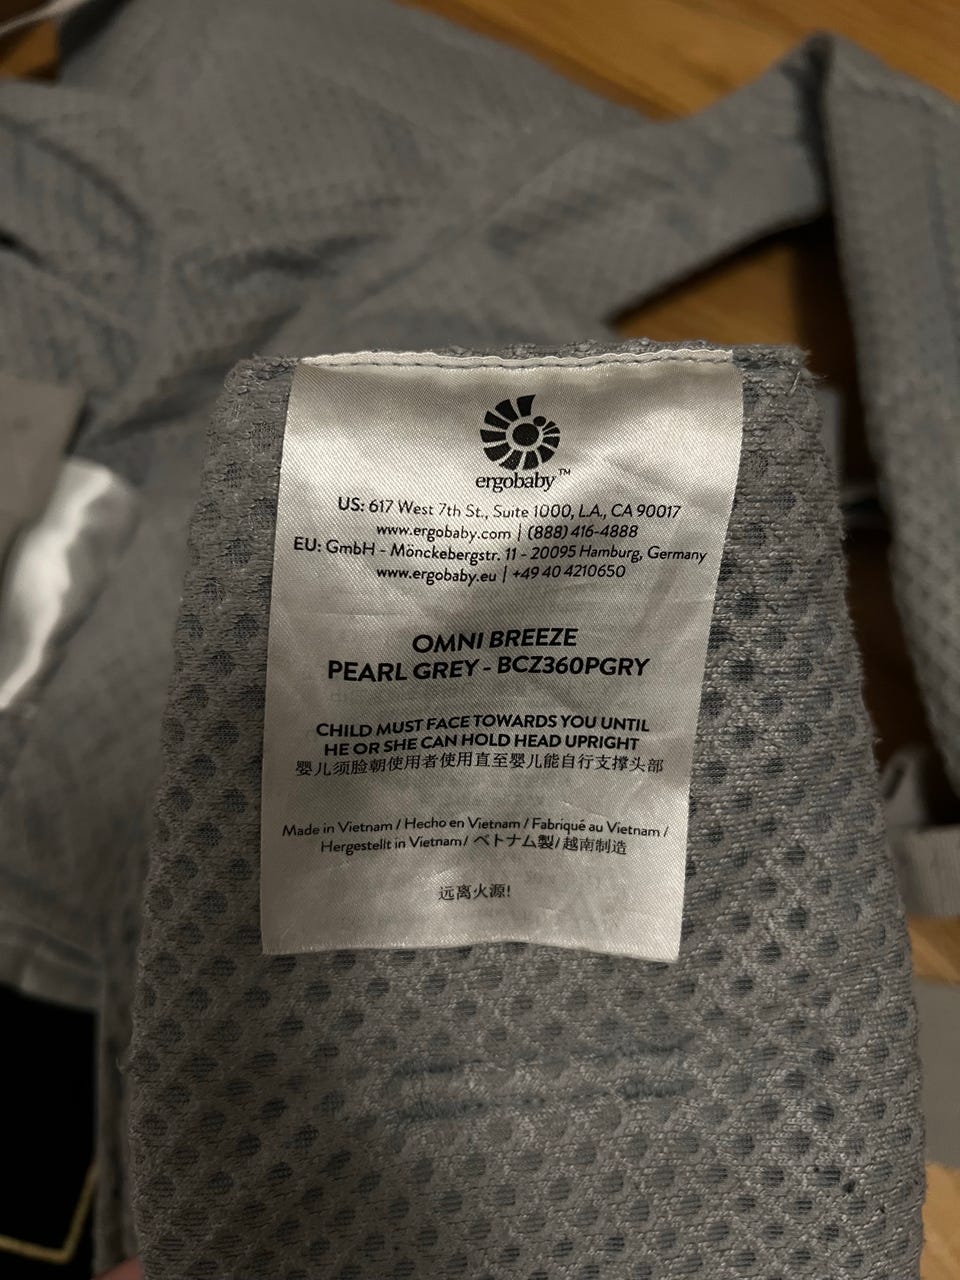 ergobaby™
US: 617 West 7th St., Suite 1000, L.A., CA 90017
www.ergobaby.com | (888) 416-4888
EU: GmbH - Mönckebergstr. 11 - 20095 Hamburg, Germany
www.ergobaby.eu | +49 40 4210650
OMNI BREEZE
PEARL GREY - BCZ360PGRY
CHILD MUST FACE TOWARDS YOU UNTIL
HE OR SHE CAN HOLD HEAD UPRIGHT
婴儿须脸朝使用者使用直至婴儿能自行支撑头部
Made in Vietnam / Hecho en Vietnam / Fabriqué au Vietnam /
Hergestellt in Vietnam / ベトナム製/ 越南制造
远离火源!